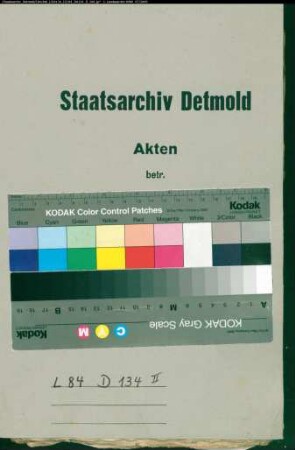 Staatsarchiv Detmold
Akten
betr.
KODAK Color Control Patches
Kodak
Blue
Cyan
Green
Yellow
Red
Magenta
White
3/Color
Black
KODAK Gray Scale
Kodak
C Y M
A
M
B
L 84 D 134 II